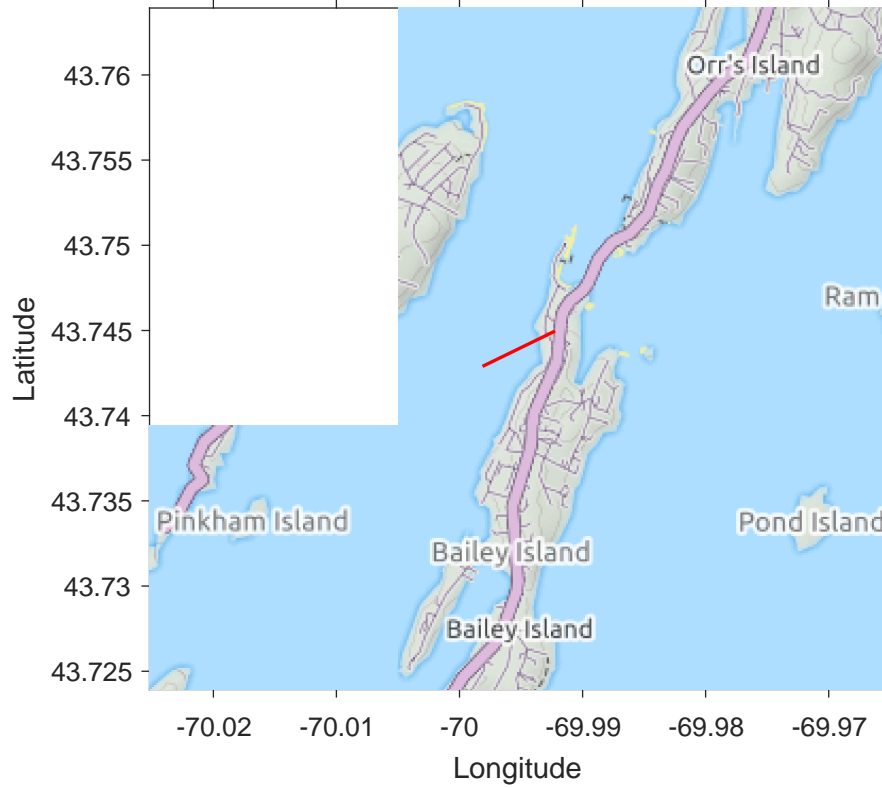 Orr's Island
43.76
43.755
43.75
Ram
43.745
43.74
43.735
Pinkham Island
Pond Island
Bailey Island
43.73
Bailey Island
43.725
-70.02
-70.01
-70
-69.99
-69.98
-69.97
Latitude
Longitude